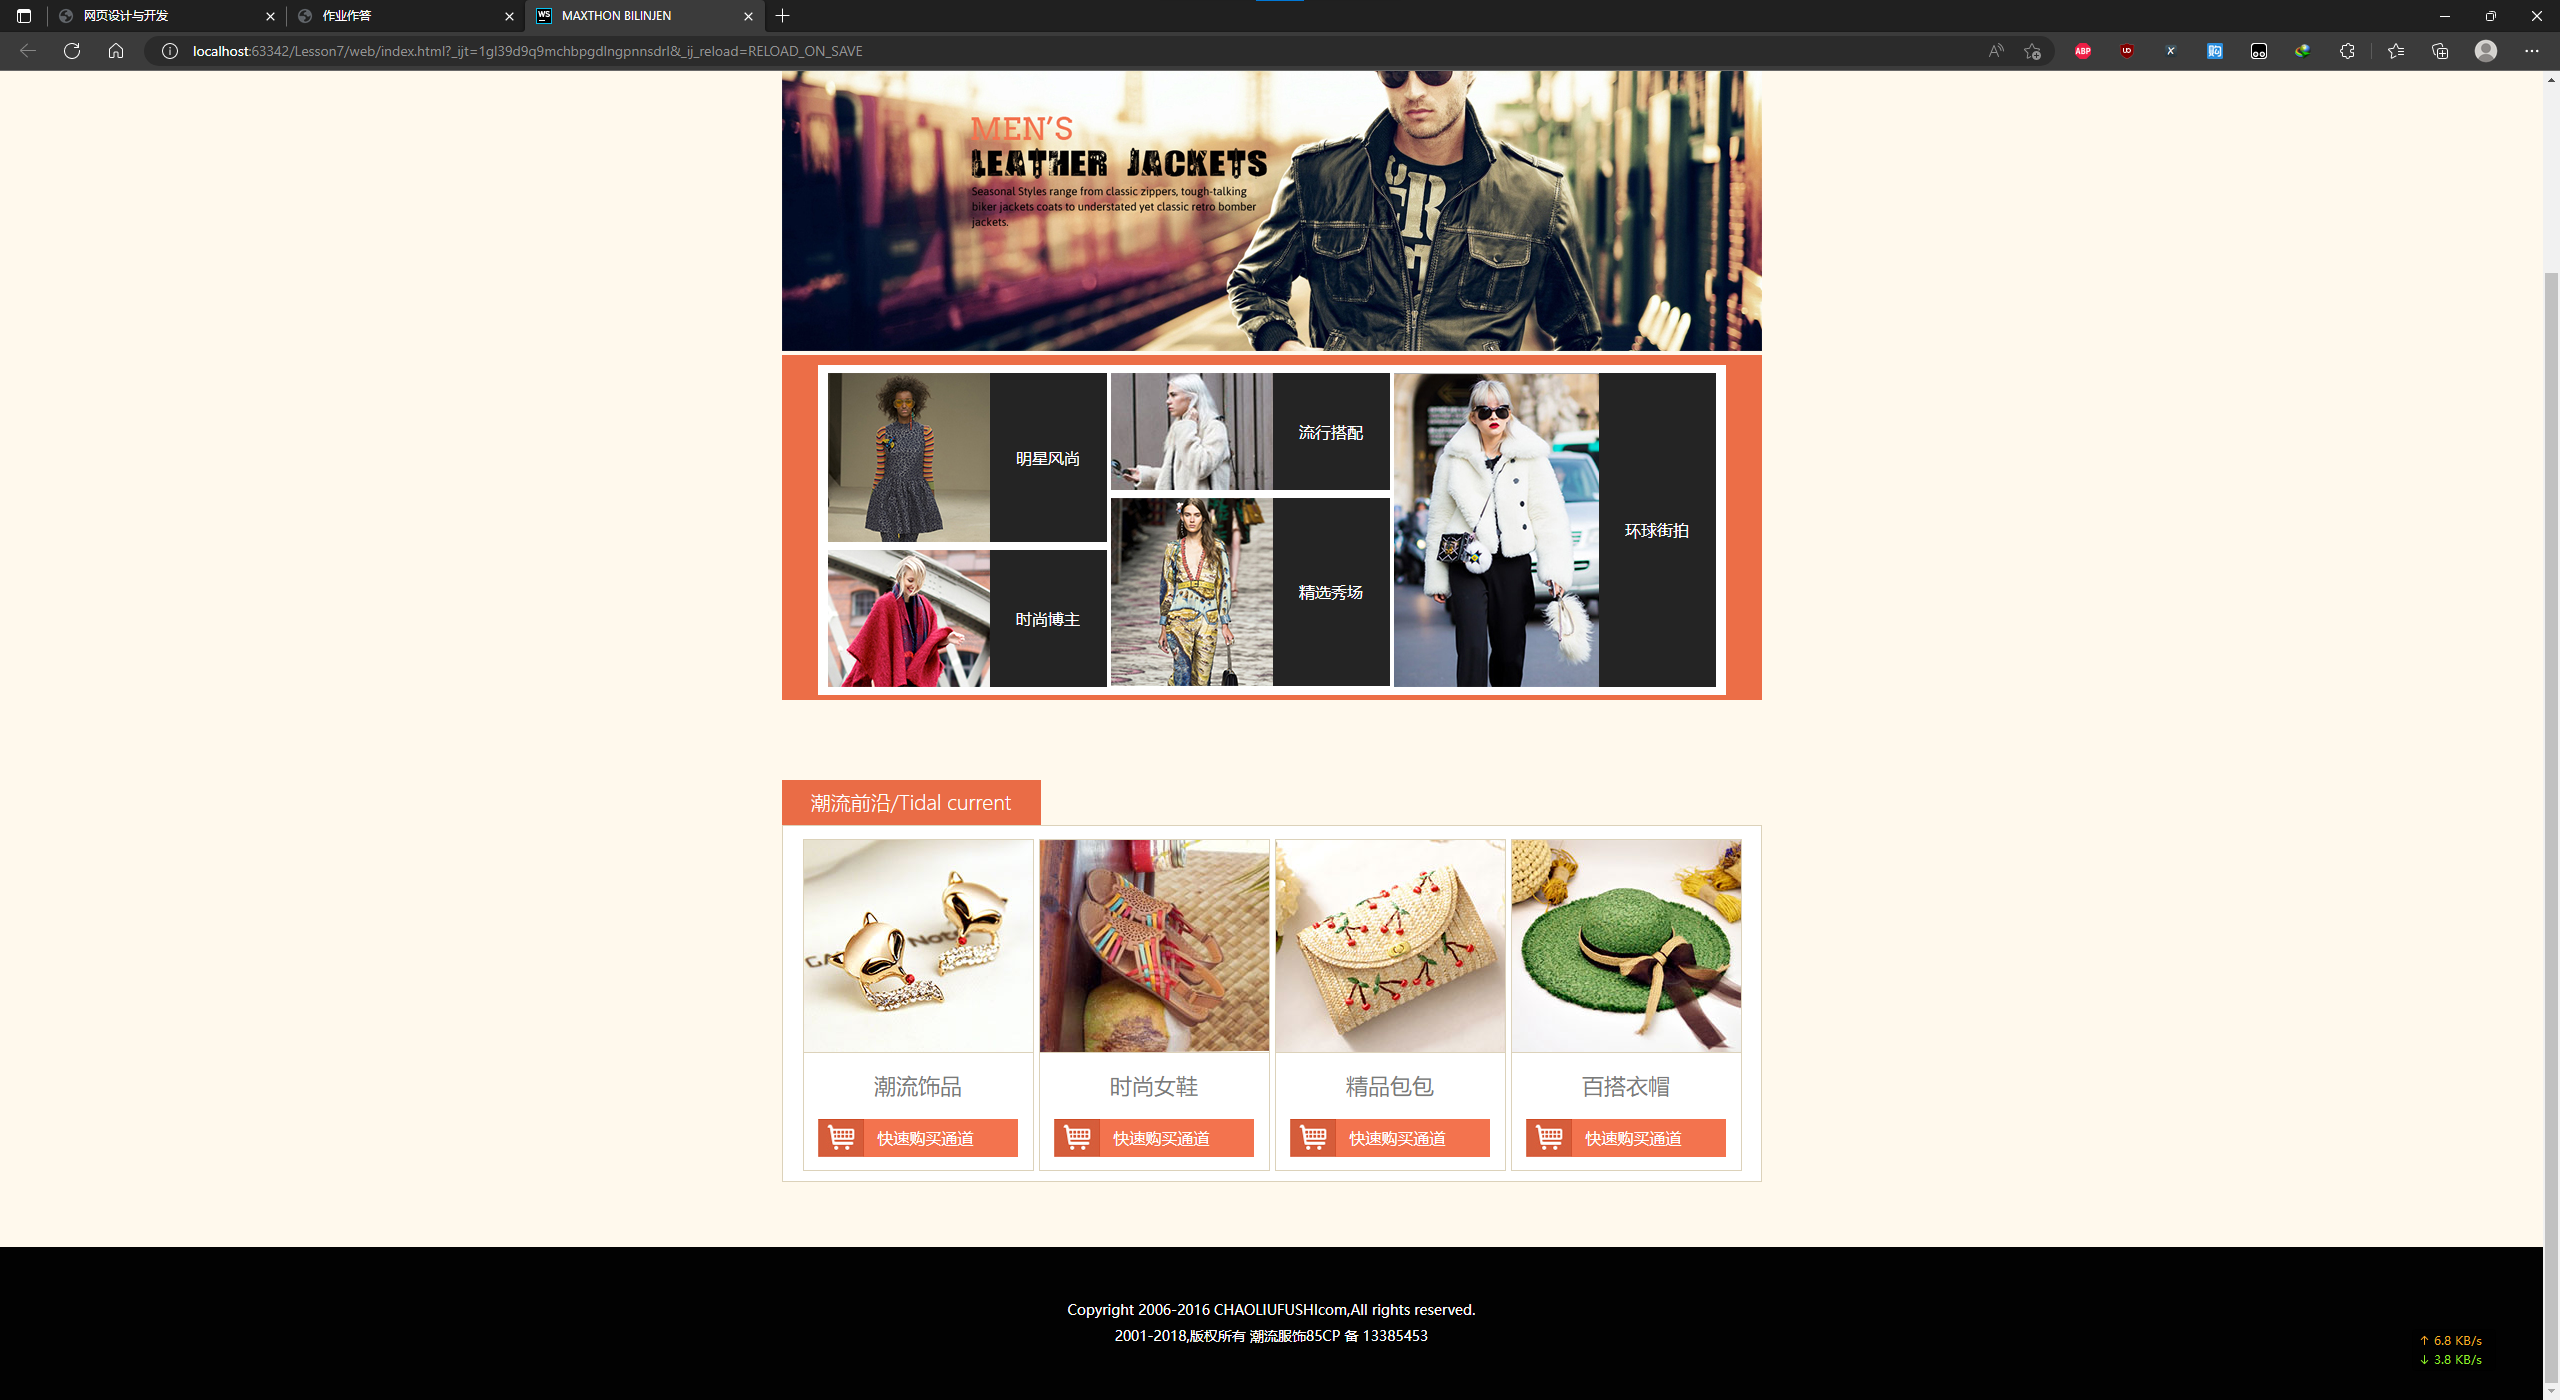 网页设计与开发
作业作答
WS
MAXTHON BILINJEN
localhost:63342/Lesson7/web/index.html?_ijt=1gl39d9q9mchbpgdlngpnnsdrl&_ij_reload=RELOAD_ON_SAVE
ABP
MEN'S
LEATHER JACKETS
Seasonal Styles range from classic zippers, tough-talking
biker jackets coats to understated yet classic retro bomber
jackets.
明星风尚
流行搭配
环球街拍
时尚博主
精选秀场
潮流前沿/Tidal current
潮流饰品
时尚女鞋
精品包包
百搭衣帽
快速购买通道
快速购买通道
快速购买通道
快速购买通道
Copyright 2006-2016 CHAOLIUFUSHIcom,All rights reserved.
2001-2018,版权所有 潮流服饰85CP 备 13385453
↑ 6.8 KB/s
↓ 3.8 KB/s